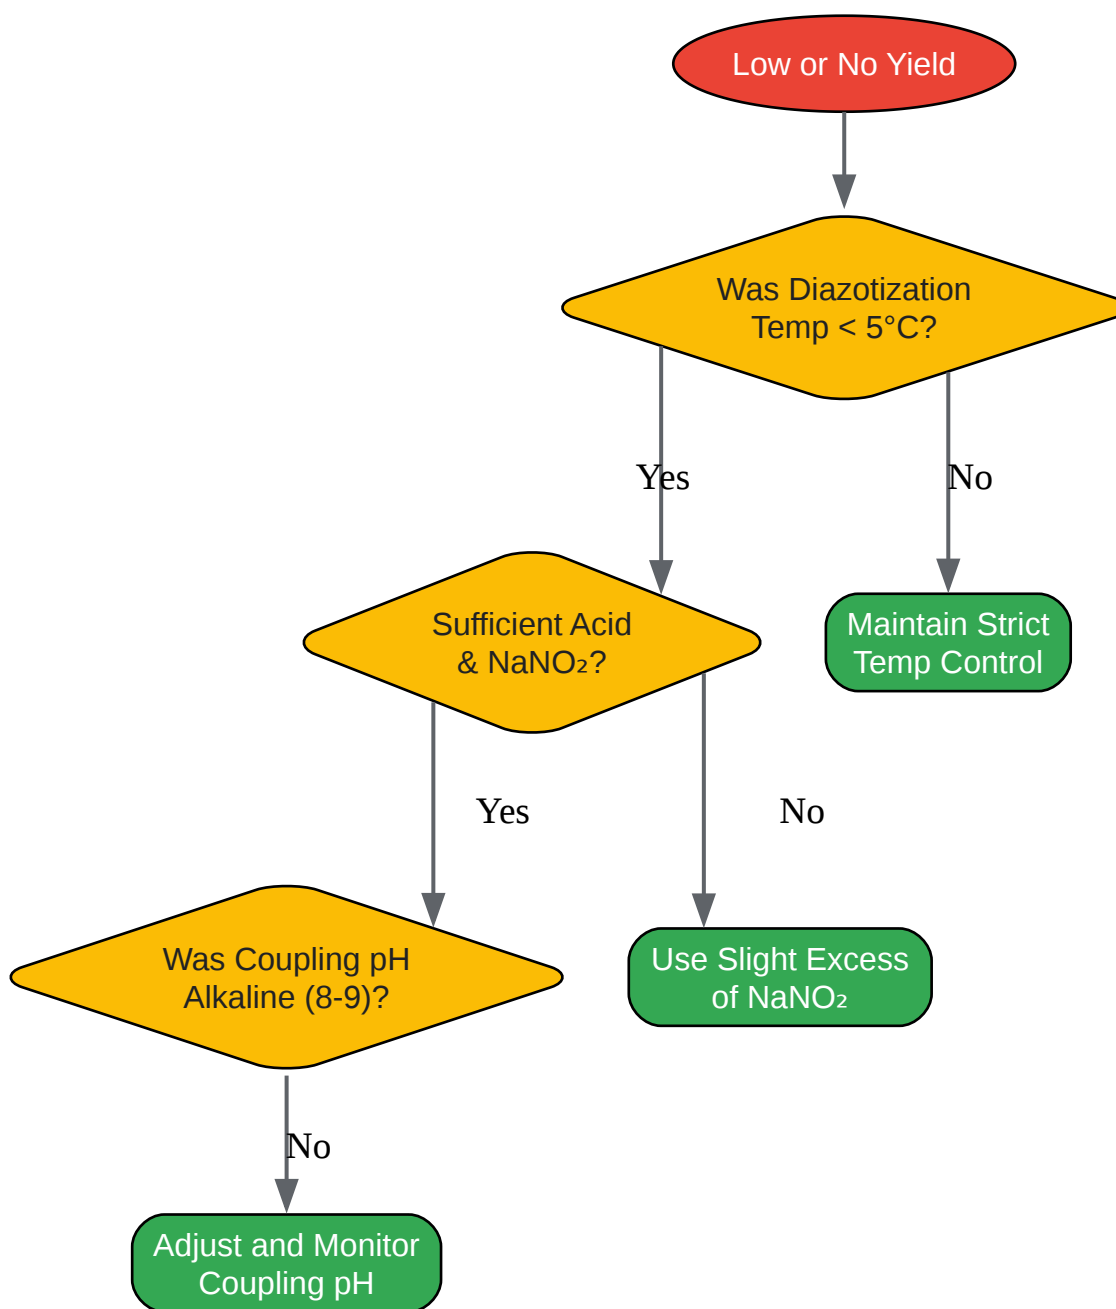 Low or No Yield
Was Diazotization
Temp < 5°C?
Yes
No
Sufficient Acid
& NaNO₂?
Maintain Strict
Temp Control
Yes
No
Was Coupling pH
Alkaline (8-9)?
Use Slight Excess
of NaNO₂
No
Adjust and Monitor
Coupling pH